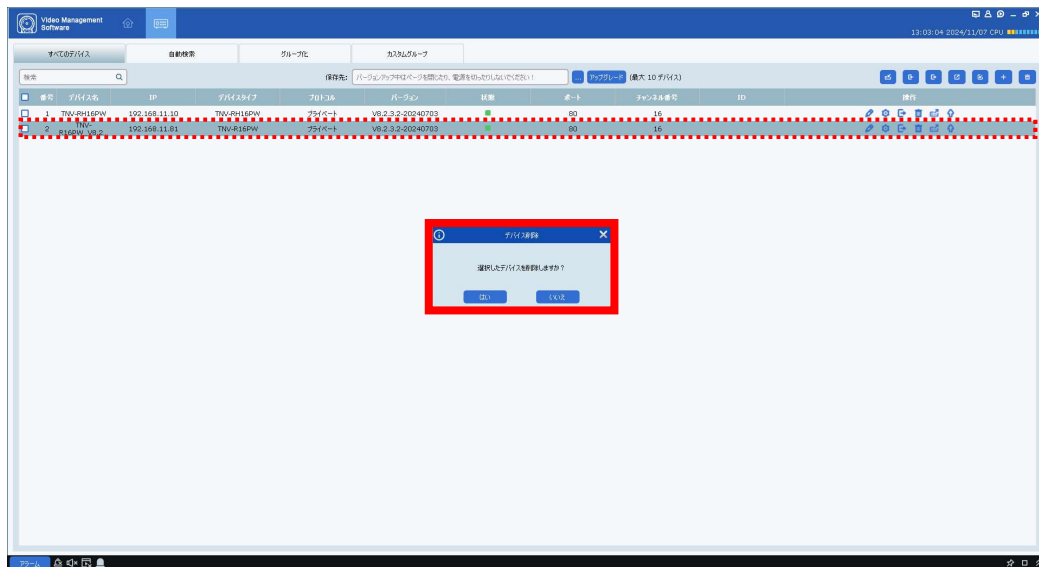 Video Management
Software
13:03:04 2024/11/07 CPU
すべてのデバイス 自動検索 グループ化 カスタムグループ
検索 保存先: バージョンアップ中はページを閉じたり、電源を切ったりしないでください! ... アップグレード (最大 10 デバイス)
番号 デバイス名 IP デバイスタイプ プロトコル バージョン 状態 ポート チャンネル番号 ID 操作
1 TNV-RH16PW 192.168.11.10 TNV-RH16PW プライベート V8.2.3.2-20240703 80 16
2 TNV-R16PW_V8.2... 192.168.11.81 TNV-R16PW プライベート V8.2.3.2-20240703 80 16
デバイス削除
選択したデバイスを削除しますか?
はい いいえ
アラーム